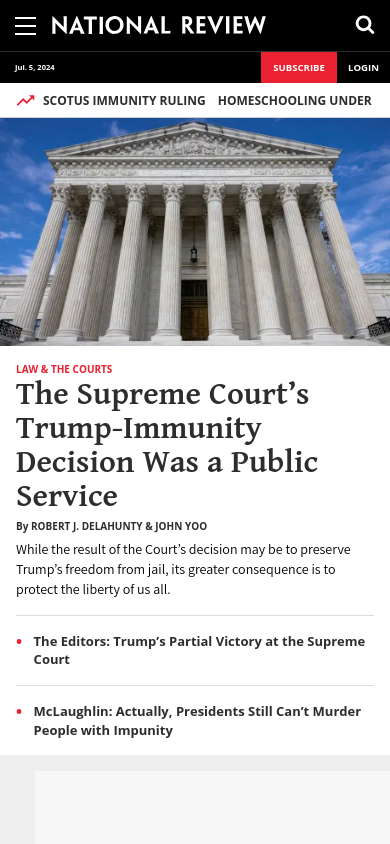 NATIONAL REVIEW
Jul. 5, 2024
SUBSCRIBE
LOGIN
SCOTUS IMMUNITY RULING
HOMESCHOOLING UNDER
LAW & THE COURTS
The Supreme Court’s
Trump-Immunity
Decision Was a Public
Service
By ROBERT J. DELAHUNTY & JOHN YOO
While the result of the Court’s decision may be to preserve
Trump’s freedom from jail, its greater consequence is to
protect the liberty of us all.
• The Editors: Trump’s Partial Victory at the Supreme
Court
• McLaughlin: Actually, Presidents Still Can’t Murder
People with Impunity